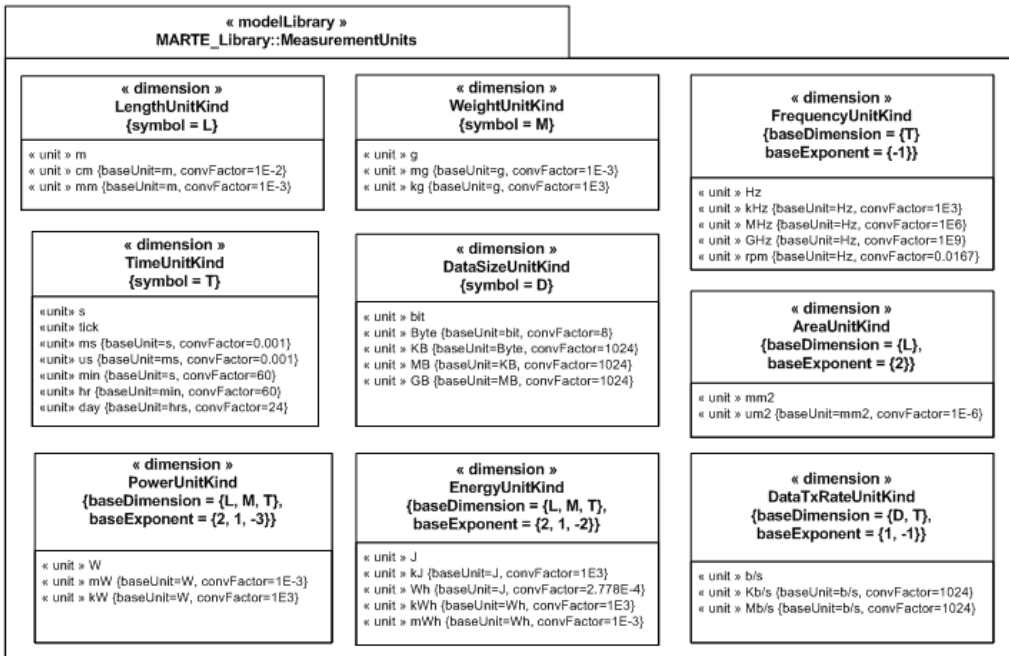 « modelLibrary »
MARTE_Library::MeasurementUnits
« dimension »
LengthUnitKind
{symbol = L}
« unit » m
« unit » cm {baseUnit=m, convFactor=1E-2}
« unit » mm {baseUnit=m, convFactor=1E-3}
« dimension »
WeightUnitKind
{symbol = M}
« unit » g
« unit » mg {baseUnit=g, convFactor=1E-3}
« unit » kg {baseUnit=g, convFactor=1E3}
« dimension »
FrequencyUnitKind
{baseDimension = {T}
baseExponent = {-1}}
« unit » Hz
« unit » kHz {baseUnit=Hz, convFactor=1E3}
« unit » MHz {baseUnit=Hz, convFactor=1E6}
« unit » GHz {baseUnit=Hz, convFactor=1E9}
« unit » rpm {baseUnit=Hz, convFactor=0.0167}
« dimension »
TimeUnitKind
{symbol = T}
«unit» s
«unit» tick
«unit» ms {baseUnit=s, convFactor=0.001}
«unit» us {baseUnit=ms, convFactor=0.001}
«unit» min {baseUnit=s, convFactor=60}
«unit» hr {baseUnit=min, convFactor=60}
«unit» day {baseUnit=hrs, convFactor=24}
« dimension »
DataSizeUnitKind
{symbol = D}
« unit » bit
« unit » Byte {baseUnit=bit, convFactor=8}
« unit » KB {baseUnit=Byte, convFactor=1024}
« unit » MB {baseUnit=KB, convFactor=1024}
« unit » GB {baseUnit=MB, convFactor=1024}
« dimension »
AreaUnitKind
{baseDimension = {L},
baseExponent = {2}}
« unit » mm2
« unit » um2 {baseUnit=mm2, convFactor=1E-6}
« dimension »
PowerUnitKind
{baseDimension = {L, M, T},
baseExponent = {2, 1, -3}}
« unit » W
« unit » mW {baseUnit=W, convFactor=1E-3}
« unit » kW {baseUnit=W, convFactor=1E3}
« dimension »
EnergyUnitKind
{baseDimension = {L, M, T},
baseExponent = {2, 1, -2}}
« unit » J
« unit » kJ {baseUnit=J, convFactor=1E3}
« unit » Wh {baseUnit=J, convFactor=2.778E-4}
« unit » kWh {baseUnit=Wh, convFactor=1E3}
« unit » mWh {baseUnit=Wh, convFactor=1E-3}
« dimension »
DataTxRateUnitKind
{baseDimension = {D, T},
baseExponent = {1, -1}}
« unit » b/s
« unit » Kb/s {baseUnit=b/s, convFactor=1024}
« unit » Mb/s {baseUnit=b/s, convFactor=1024}